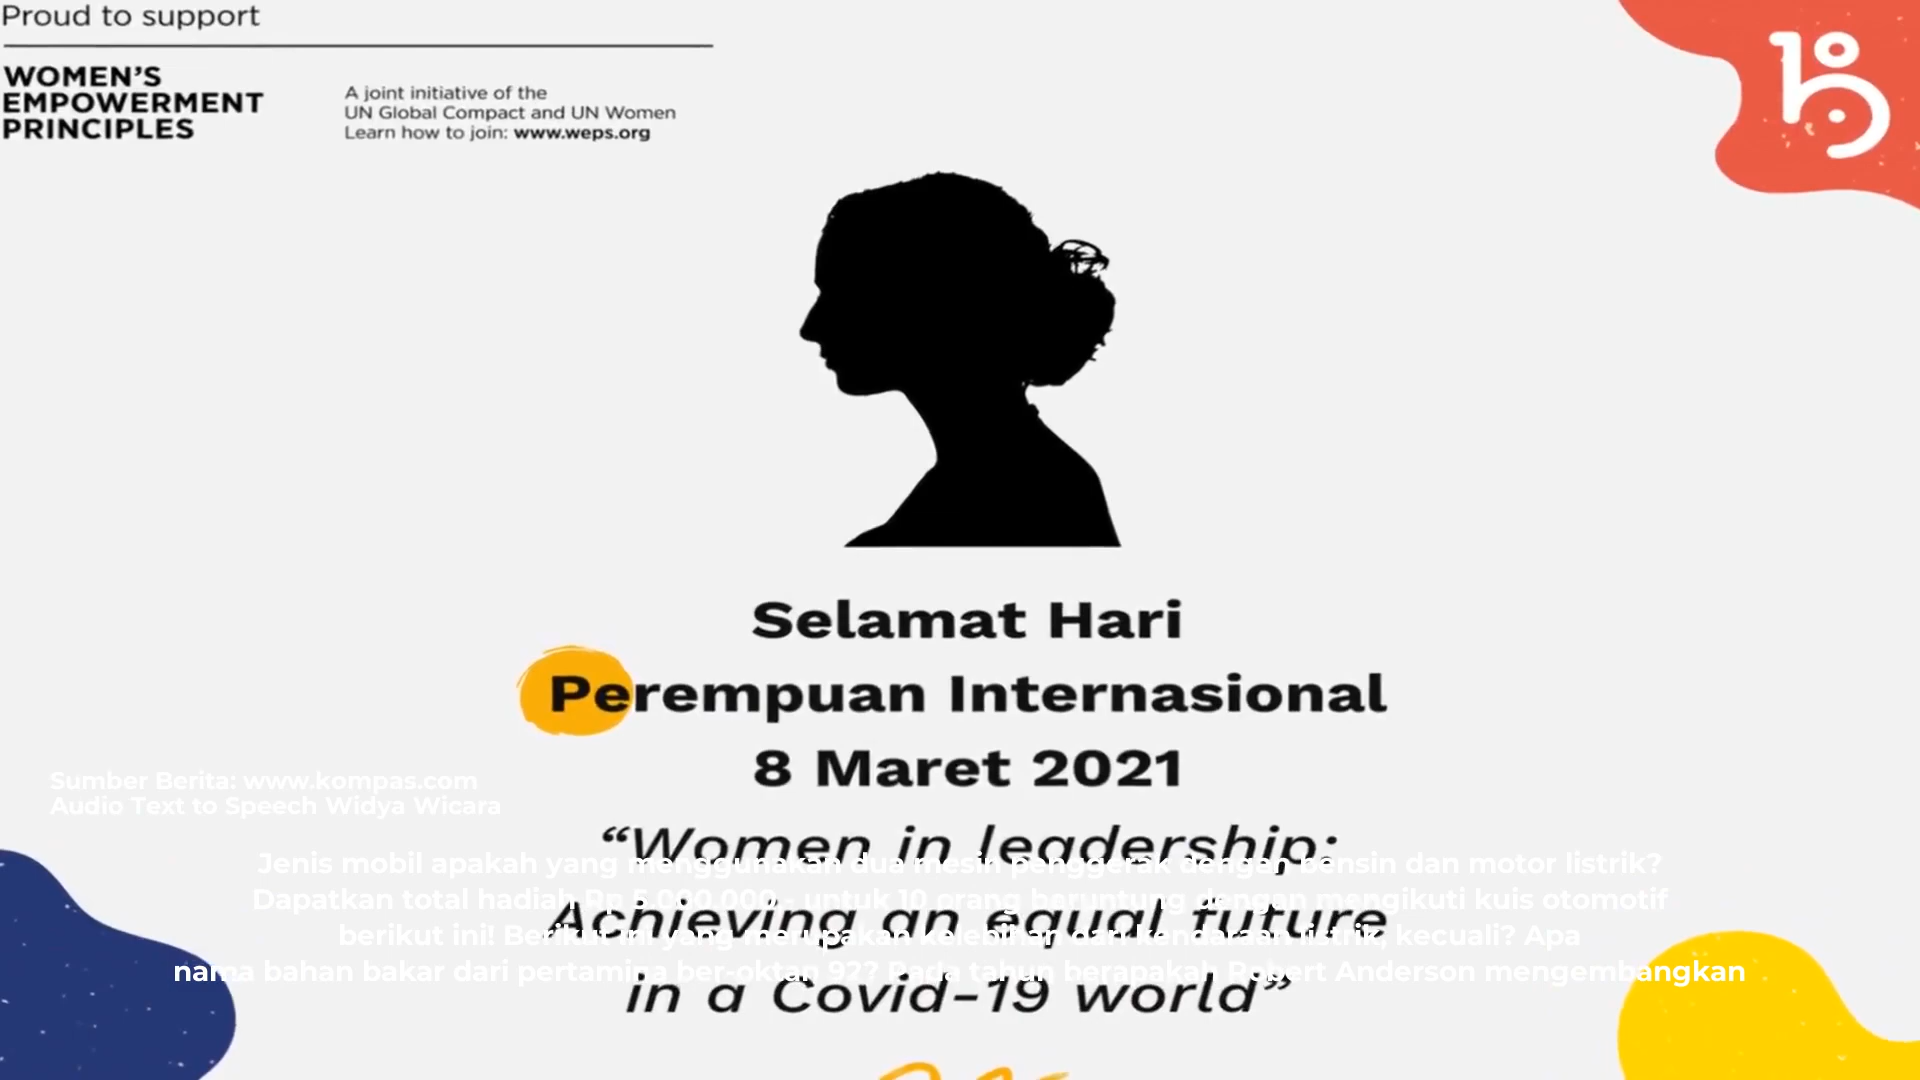 Proud to support
WOMEN'S
EMPOWERMENT
PRINCIPLES
A joint initiative of the
UN Global Compact and UN Women
Learn how to join: www.weps.org
Selamat Hari
Perempuan Internasional
8 Maret 2021
“Women in leadership:
Achieving an equal future
in a Covid-19 world”
Sumber Berita: www.kompas.com
Audio Text to Speech Widya Wicara
Jenis mobil apakah yang menggunakan dua mesin penggerak dengan bensin dan motor listrik?
Dapatkan total hadiah Rp 5.000.000,- untuk 10 orang baruntung dengan mengikuti kuis otomotif
berikut ini! Berikut ini yang merupakan kelebihan dari kendaraan listrik, kecuali? Apa
nama bahan bakar dari pertamina ber-oktan 92? Pada tahun berapakah Robert Anderson mengembangkan